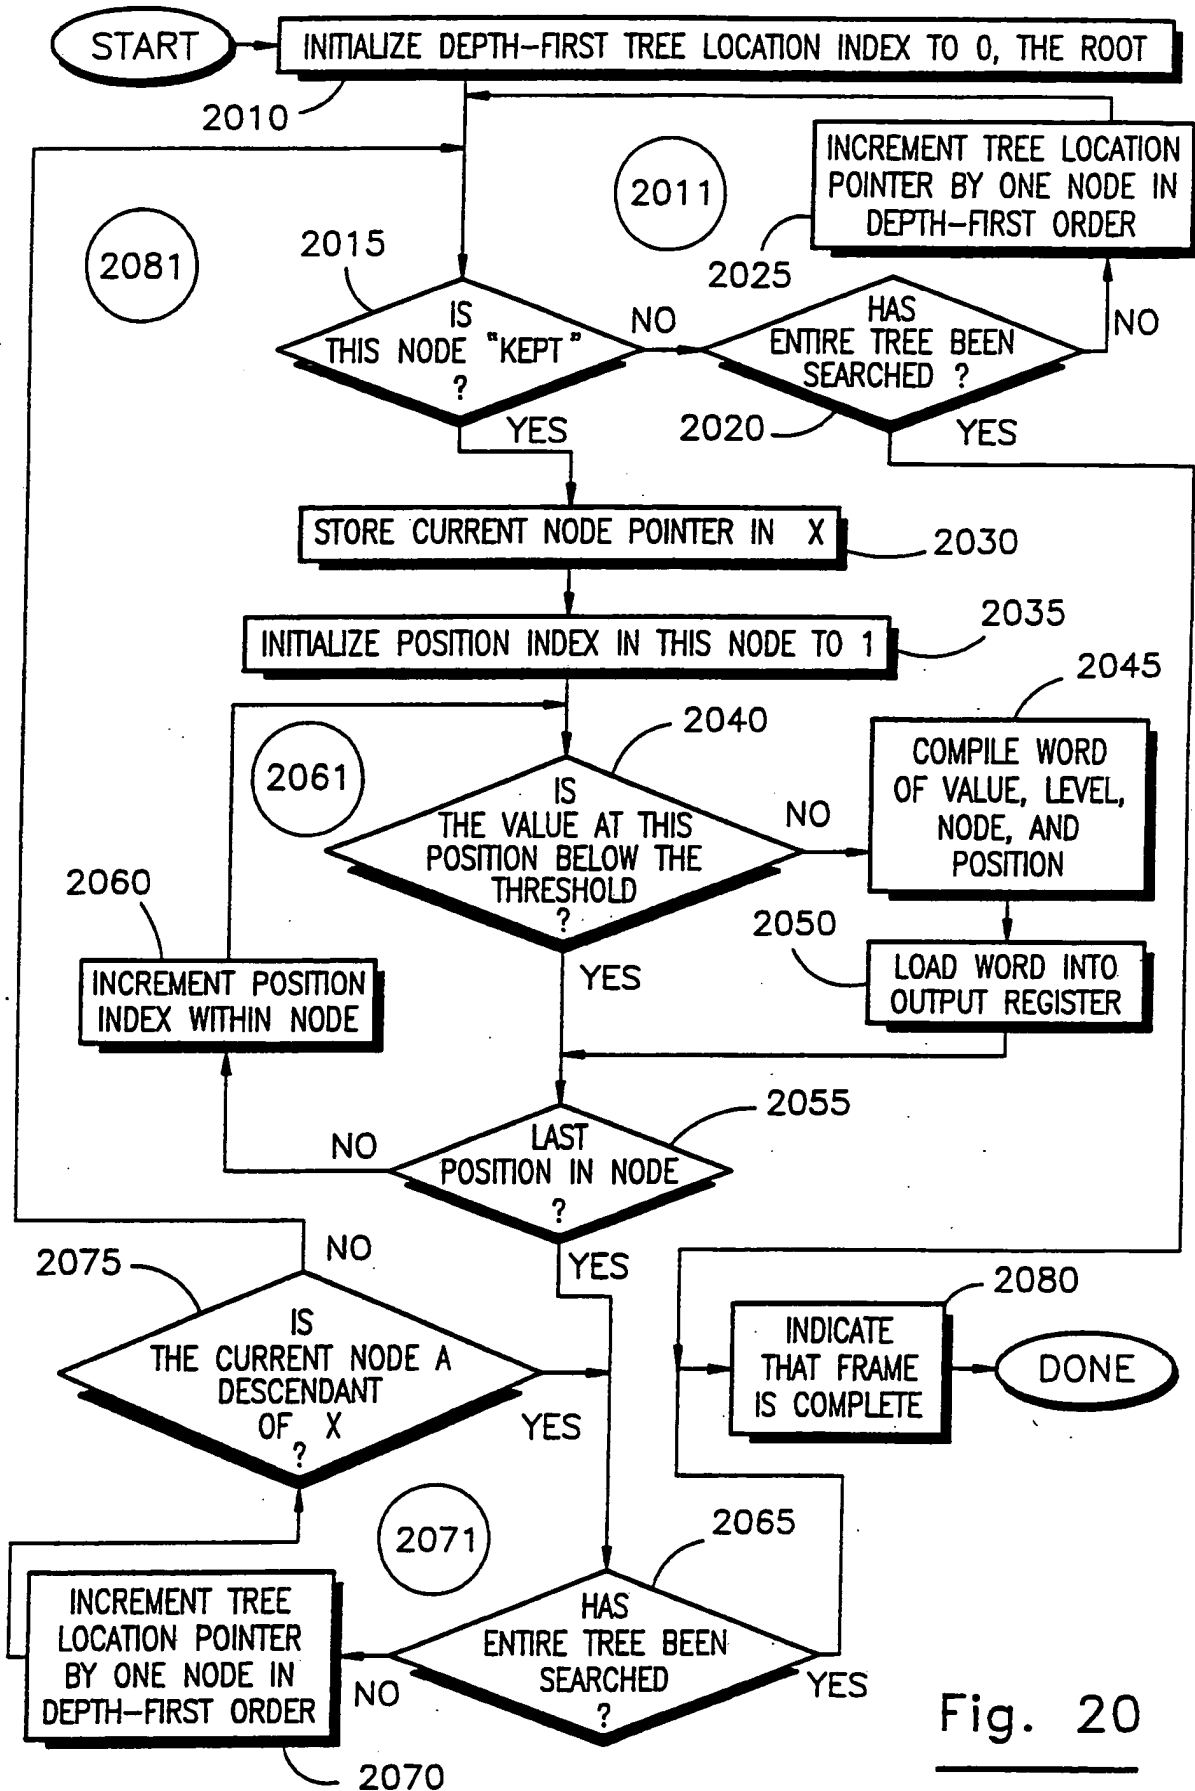 START
INITIALIZE DEPTH-FIRST TREE LOCATION INDEX TO 0, THE ROOT
2010
INCREMENT TREE LOCATION
POINTER BY ONE NODE IN
DEPTH-FIRST ORDER
2011
2025
2081
2015
IS
THIS NODE "KEPT"
?
NO
HAS
ENTIRE TREE BEEN
SEARCHED ?
NO
2020
YES
YES
STORE CURRENT NODE POINTER IN X
2030
INITIALIZE POSITION INDEX IN THIS NODE TO 1
2035
2045
2040
2061
IS
THE VALUE AT THIS
POSITION BELOW THE
THRESHOLD
?
NO
COMPILE WORD
OF VALUE, LEVEL,
NODE, AND
POSITION
2060
2050
YES
INCREMENT POSITION
INDEX WITHIN NODE
LOAD WORD INTO
OUTPUT REGISTER
2055
NO
LAST
POSITION IN NODE
?
YES
NO
2075
IS
THE CURRENT NODE A
DESCENDANT
OF X
?
YES
2080
INDICATE
THAT FRAME
IS COMPLETE
DONE
2071
2065
INCREMENT TREE
LOCATION POINTER
BY ONE NODE IN
DEPTH-FIRST ORDER
NO
HAS
ENTIRE TREE BEEN
SEARCHED
?
YES
2070
Fig. 20